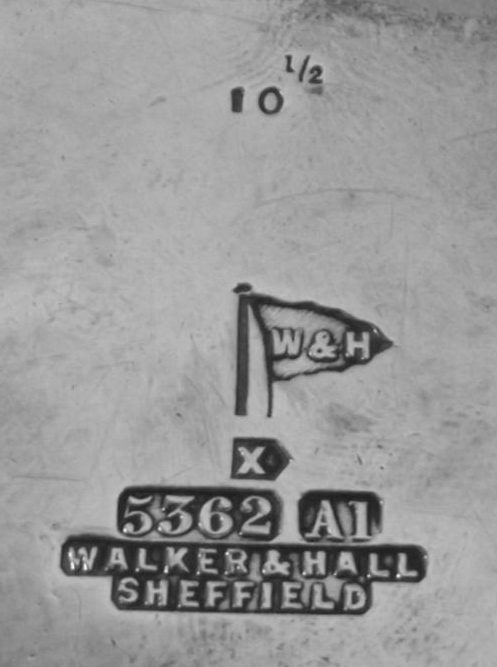 10 1/2
W&H
X
5362 A1
WALKER & HALL
SHEFFIELD